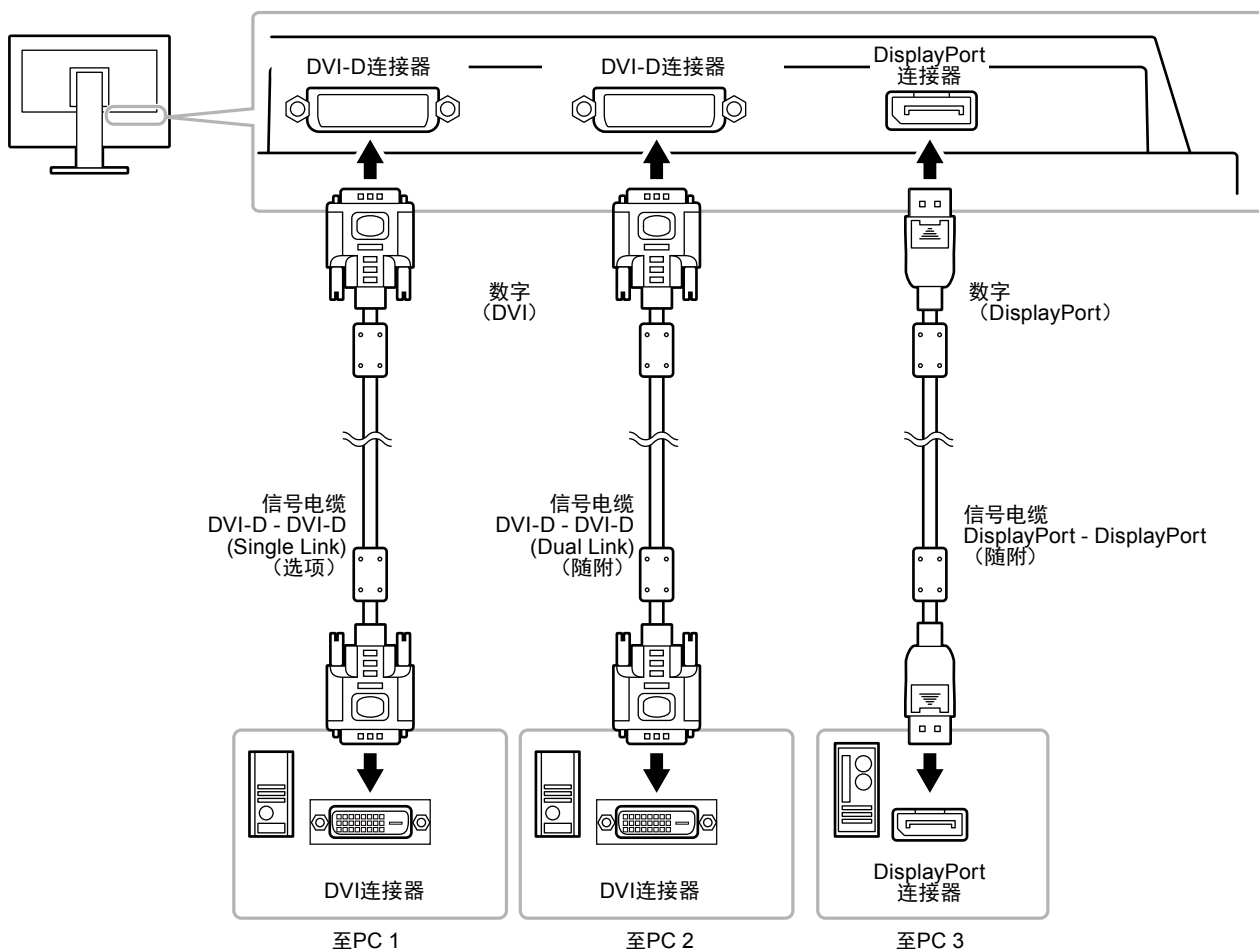 DVI-D连接器
DVI-D连接器
DisplayPort
连接器
数字
（DVI）
数字
（DisplayPort）
信号电缆
DVI-D - DVI-D
(Single Link)
（选项）
信号电缆
DVI-D - DVI-D
(Dual Link)
（随附）
信号电缆
DisplayPort - DisplayPort
（随附）
DVI连接器
DVI连接器
DisplayPort
连接器
至PC 1
至PC 2
至PC 3